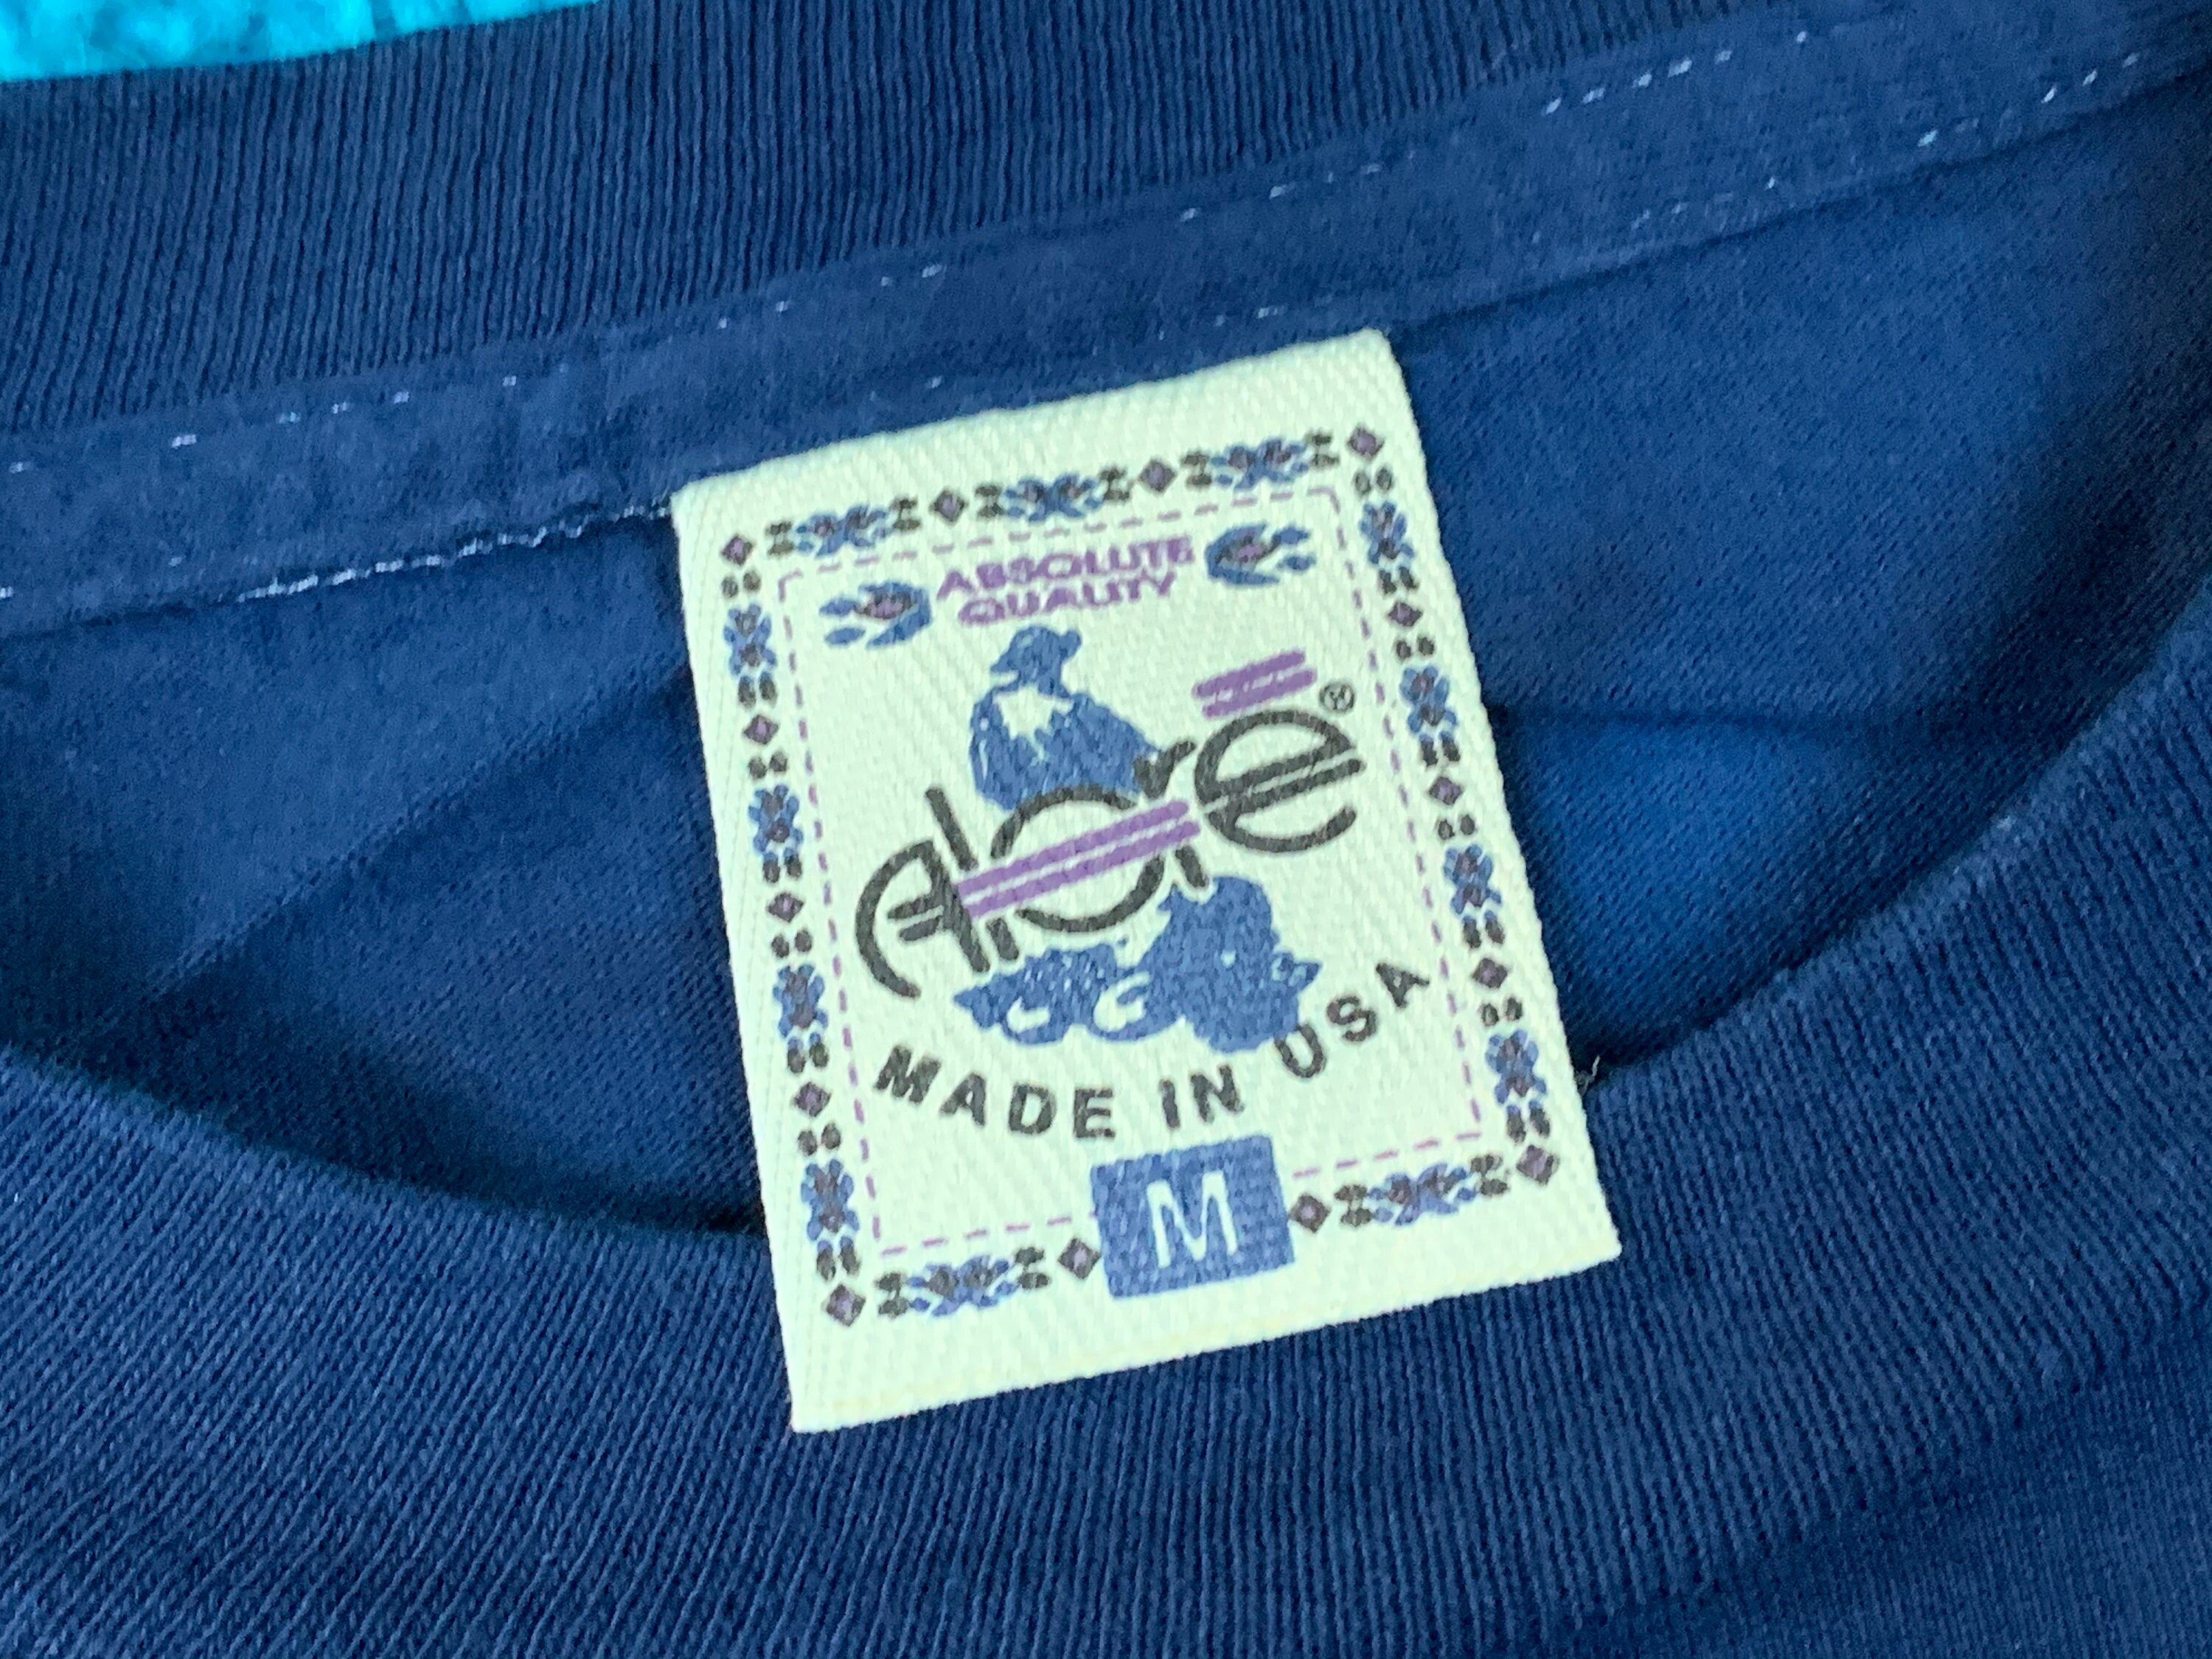 ABSOLUTE
QUALITY
Alore®
MADE IN USA
M